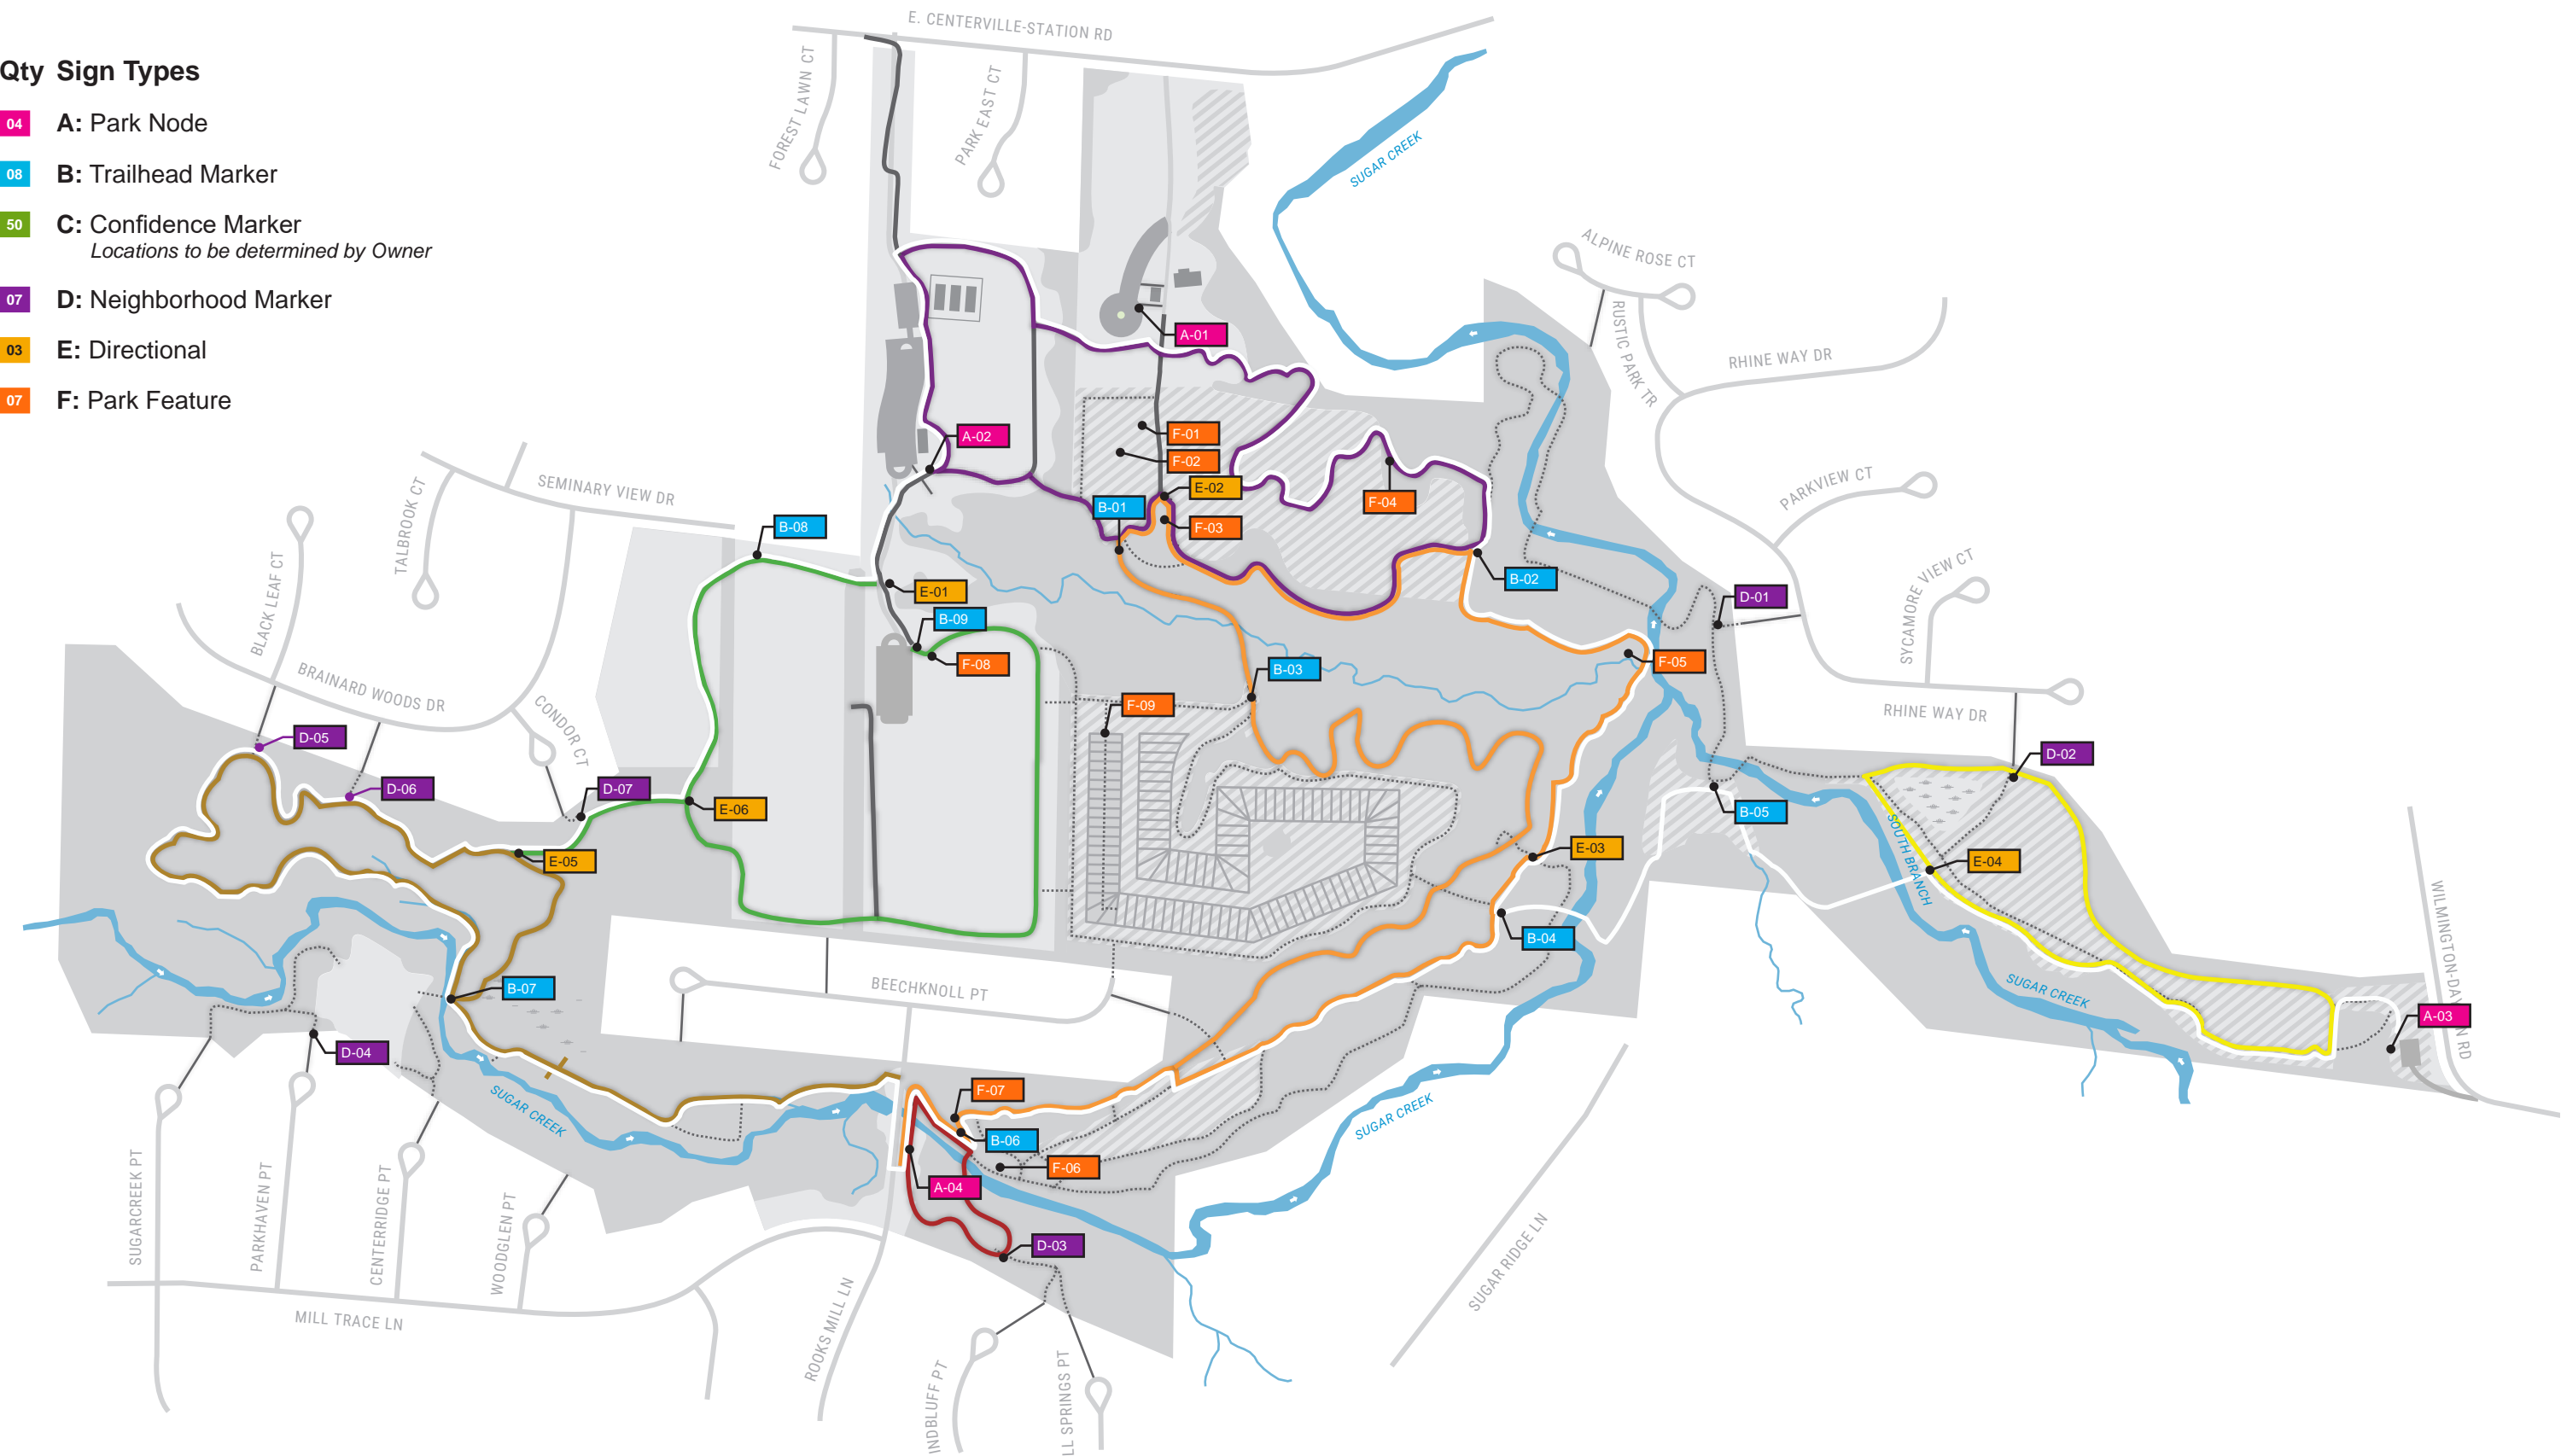 Qty Sign Types
04 A: Park Node
08 B: Trailhead Marker
50 C: Confidence Marker
Locations to be determined by Owner
07 D: Neighborhood Marker
03 E: Directional
07 F: Park Feature
E. CENTERVILLE-STATION RD
FOREST LAWN CT
PARK EAST CT
SUGAR CREEK
ALPINE ROSE CT
RUSTIC PARK TR
RHINE WAY DR
PARKVIEW CT
SYCAMORE VIEW CT
RHINE WAY DR
A-01
A-02
F-01
F-02
E-02
B-01
F-03
F-04
B-02
SEMINARY VIEW DR
TALBROOK CT
BLACK LEAF CT
BRAINARD WOODS DR
CONDOR CT
B-08
E-01
B-09
F-08
B-03
F-05
D-01
F-09
D-02
D-05
D-06
D-07
E-06
B-05
E-03
E-05
E-04
SOUTH BRANCH
B-04
SUGAR CREEK
WILMINGTON-DAY
N RD
A-03
B-07
BEECHKNOLL PT
D-04
SUGAR CREEK
F-07
B-06
F-06
A-04
D-03
SUGAR CREEK
SUGAR RIDGE LN
SUGARCREEK PT
PARKHAVEN PT
CENTERRIDGE PT
WOODGLEN PT
MILL TRACE LN
ROOKS MILL LN
INDBLUFF PT
LL SPRINGS PT